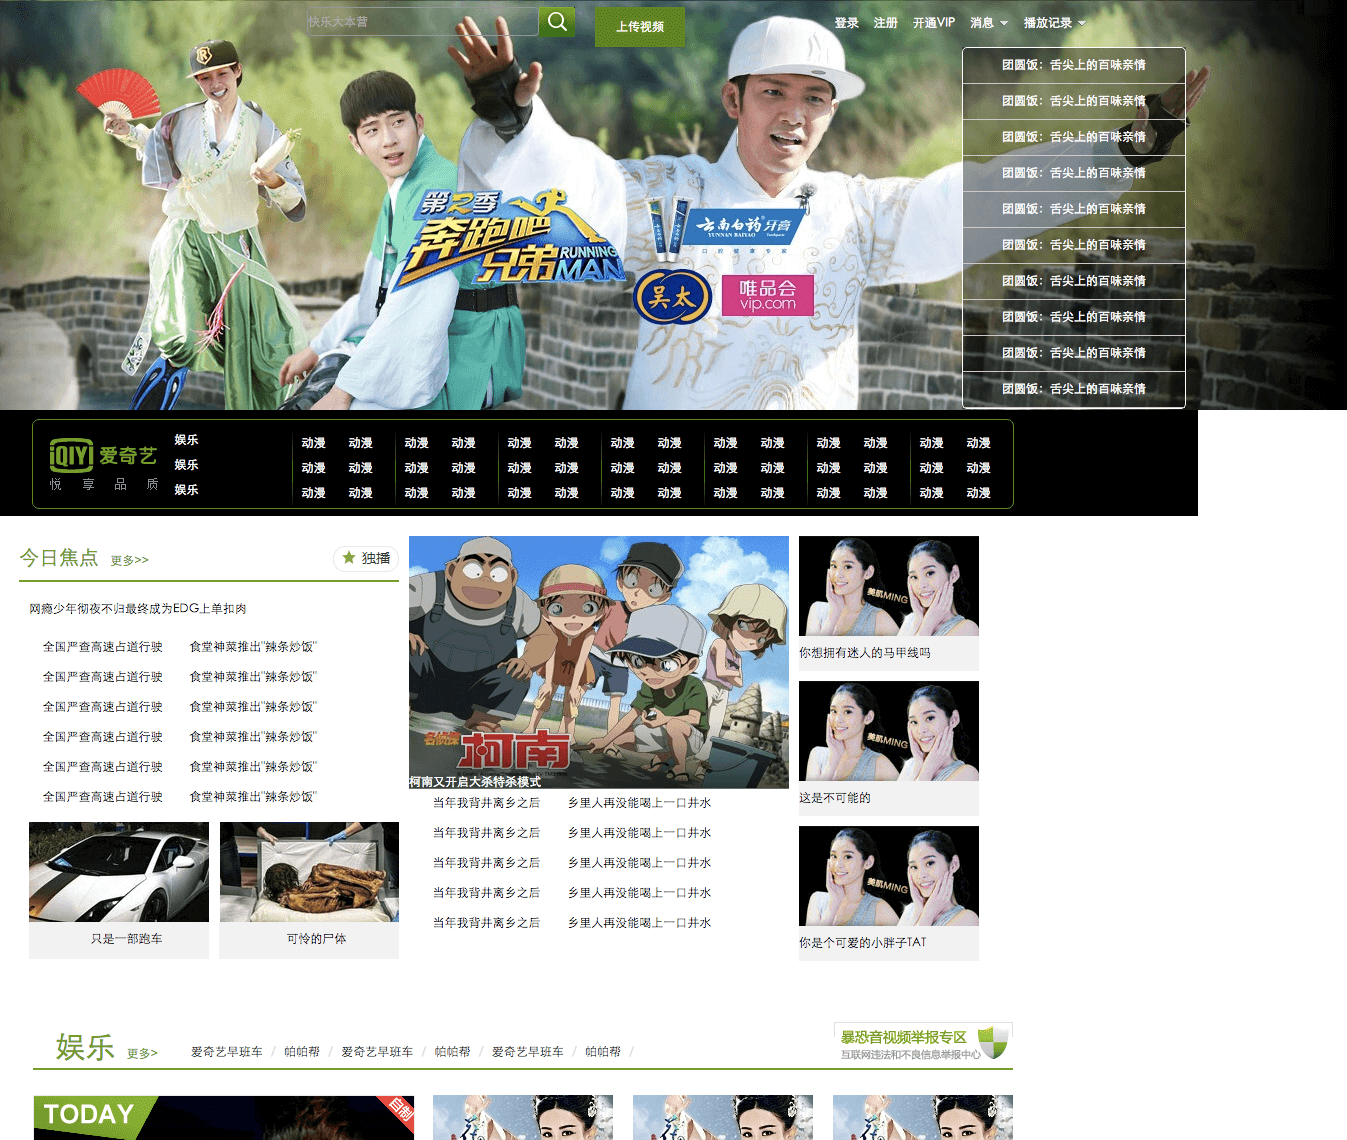 快乐大本营
上传视频
登录 注册 开通VIP 消息 播放记录
团圆饭：舌尖上的百味亲情
团圆饭：舌尖上的百味亲情
团圆饭：舌尖上的百味亲情
团圆饭：舌尖上的百味亲情
团圆饭：舌尖上的百味亲情
团圆饭：舌尖上的百味亲情
团圆饭：舌尖上的百味亲情
团圆饭：舌尖上的百味亲情
团圆饭：舌尖上的百味亲情
团圆饭：舌尖上的百味亲情
R
第2季
奔跑吧
兄弟 RUNNING MAN
云南白药®牙膏
YUNNAN BAIYAO Toothpaste
口腔健康专家
吴太
唯品会
vip.com
iQIYI 爱奇艺
悦享品质
娱乐 动漫 动漫 动漫 动漫 动漫 动漫 动漫 动漫 动漫 动漫 动漫 动漫 动漫 动漫
娱乐 动漫 动漫 动漫 动漫 动漫 动漫 动漫 动漫 动漫 动漫 动漫 动漫 动漫 动漫
娱乐 动漫 动漫 动漫 动漫 动漫 动漫 动漫 动漫 动漫 动漫 动漫 动漫 动漫 动漫
今日焦点 更多>> 独播
网瘾少年彻夜不归最终成为EDG上单扣肉
全国严查高速占道行驶 食堂神菜推出"辣条炒饭"
全国严查高速占道行驶 食堂神菜推出"辣条炒饭"
全国严查高速占道行驶 食堂神菜推出"辣条炒饭"
全国严查高速占道行驶 食堂神菜推出"辣条炒饭"
全国严查高速占道行驶 食堂神菜推出"辣条炒饭"
全国严查高速占道行驶 食堂神菜推出"辣条炒饭"
只是一部跑车
可怜的尸体
名侦探柯南
柯南又开启大杀特杀模式
当年我背井离乡之后 乡里人再没能喝上一口井水
当年我背井离乡之后 乡里人再没能喝上一口井水
当年我背井离乡之后 乡里人再没能喝上一口井水
当年我背井离乡之后 乡里人再没能喝上一口井水
当年我背井离乡之后 乡里人再没能喝上一口井水
美肌MING
你想拥有迷人的马甲线吗
美肌MING
这是不可能的
美肌MING
你是个可爱的小胖子TAT
娱乐 更多> 爱奇艺早班车 / 帕帕帮 / 爱奇艺早班车 / 帕帕帮 / 爱奇艺早班车 / 帕帕帮 /
暴恐音视频举报专区
互联网违法和不良信息举报中心
TODAY
自制